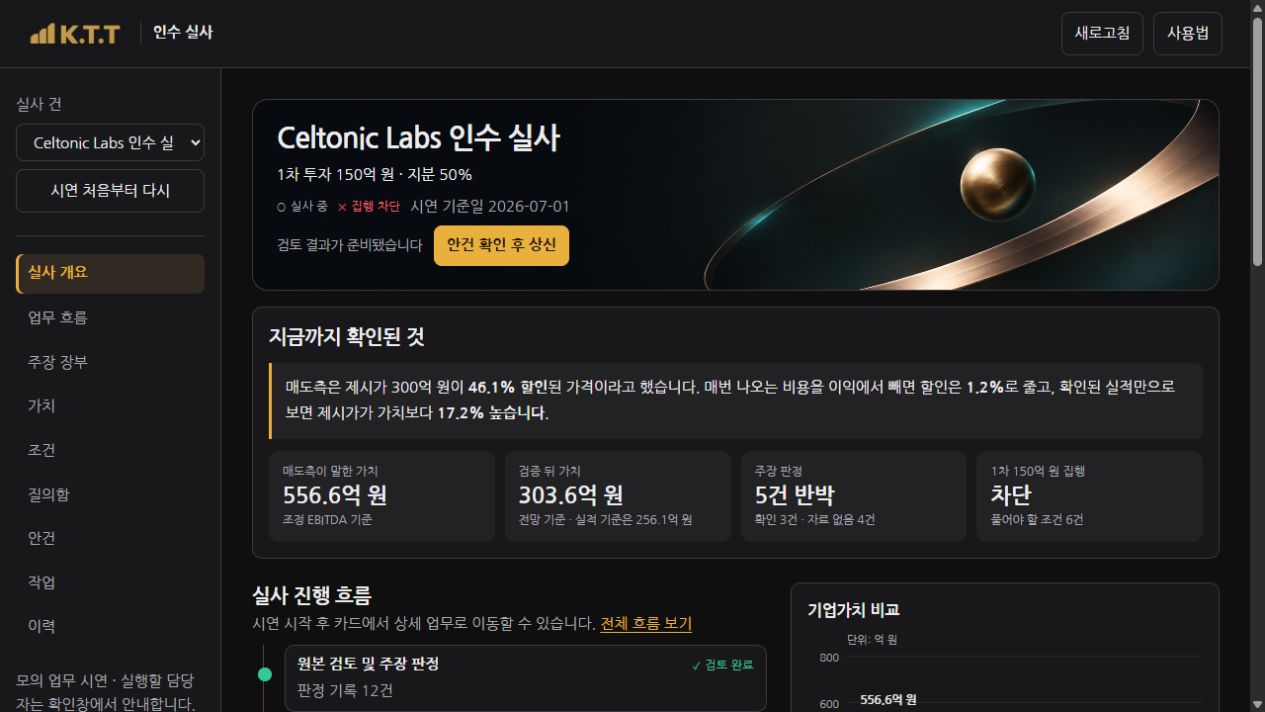 K.T.T
인수 실사
새로고침
사용법
실사 건
Celtonic Labs 인수 실
시연 처음부터 다시
실사 개요
업무 흐름
주장 장부
가치
조건
질의함
안건
작업
이력
모의 업무 시연 · 실행할 담당
자는 확인창에서 안내합니다.
Celtonic Labs 인수 실사
1차 투자 150억 원 · 지분 50%
○ 실사 중 × 집행 차단 시연 기준일 2026-07-01
검토 결과가 준비됐습니다 안건 확인 후 상신
지금까지 확인된 것
매도측은 제시가 300억 원이 46.1% 할인된 가격이라고 했습니다. 매번 나오는 비용을 이익에서 빼면 할인은 1.2%로 줄고, 확인된 실적만으로
보면 제시가가 가치보다 17.2% 높습니다.
매도측이 말한 가치
556.6억 원
조정 EBITDA 기준
검증 뒤 가치
303.6억 원
전망 기준 · 실적 기준은 256.1억 원
주장 판정
5건 반박
확인 3건 · 자료 없음 4건
1차 150억 원 집행
차단
풀어야 할 조건 6건
실사 진행 흐름
시연 시작 후 카드에서 상세 업무로 이동할 수 있습니다. 전체 흐름 보기
원본 검토 및 주장 판정
✓ 검토 완료
판정 기록 12건
기업가치 비교
단위: 억 원
800
600
556.6억 원